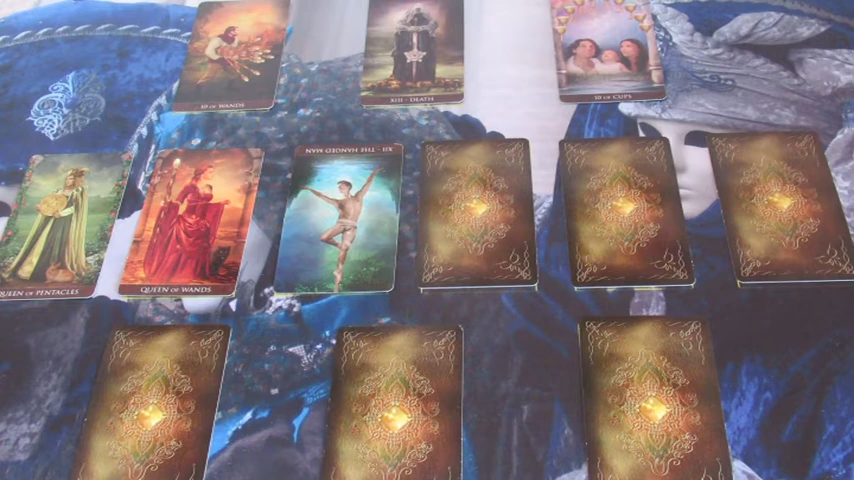 10 OF WANDS
XIII - DEATH
10 OF CUPS
QUEEN OF PENTACLES
QUEEN OF WANDS
XII - THE HANGED MAN